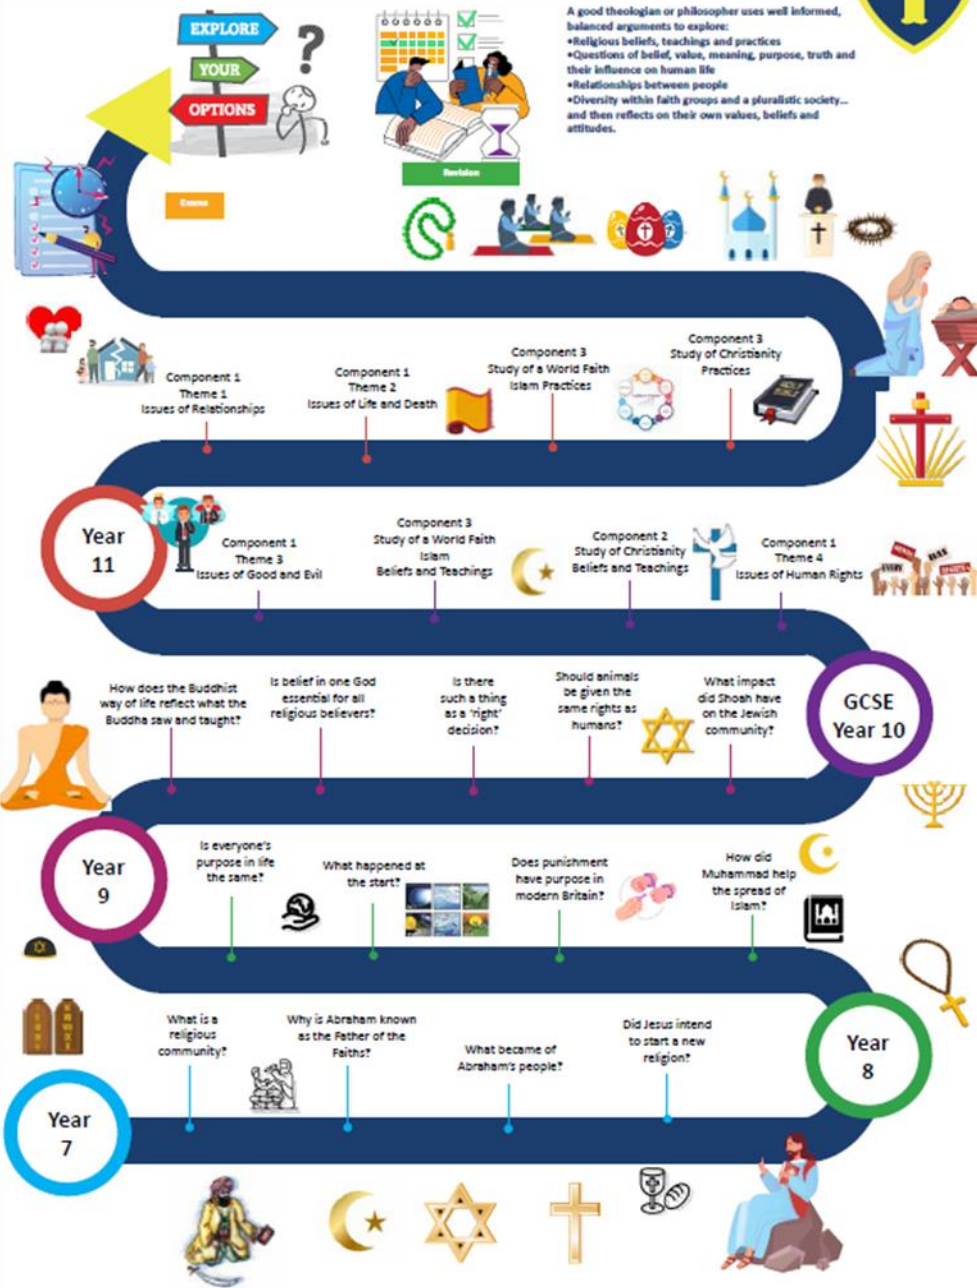 A good theologian or philosopher uses well informed,
balanced arguments to explore:
•Religious beliefs, teachings and practices
•Questions of belief, value, meaning, purpose, truth and
their influence on human life
•Relationships between people
•Diversity within faith groups and a pluralistic society...
and then reflects on their own values, beliefs and
attitudes.
EXPLORE
YOUR
OPTIONS
?
Revision
Exams
Component 1
Theme 1
Issues of Relationships
Component 1
Theme 2
Issues of Life and Death
Component 3
Study of a World Faith
Islam Practices
Component 3
Study of Christianity
Practices
HOLY
BIBLE
Year
11
Component 1
Theme 3
Issues of Good and Evil
Component 3
Study of a World Faith
Islam
Beliefs and Teachings
Component 2
Study of Christianity
Beliefs and Teachings
Component 1
Theme 4
Issues of Human Rights
How does the Buddhist
way of life reflect what the
Buddha saw and taught?
Is belief in one God
essential for all
religious believers?
Is there
such a thing
as a 'right'
decision?
Should animals
be given the
same rights as
humans?
What impact
did Shoah have
on the Jewish
community?
GCSE
Year 10
Year
9
Is everyone's
purpose in life
the same?
What happened at
the start?
Does punishment
have purpose in
modern Britain?
How did
Muhammad help
the spread of
Islam?
What is a
religious
community?
Why is Abraham known
as the Father of the
Faiths?
What became of
Abraham's people?
Did Jesus intend
to start a new
religion?
Year
8
Year
7